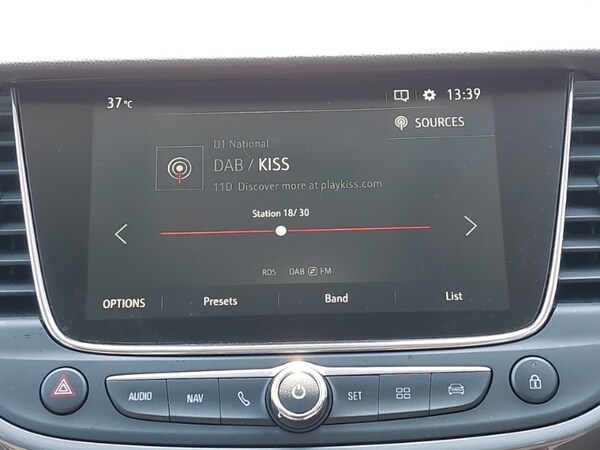 37°C
13:39
SOURCES
D1 National
DAB / KISS
11D Discover more at playkiss.com
Station 18/30
RDS DAB FM
OPTIONS Presets Band List
AUDIO NAV SET